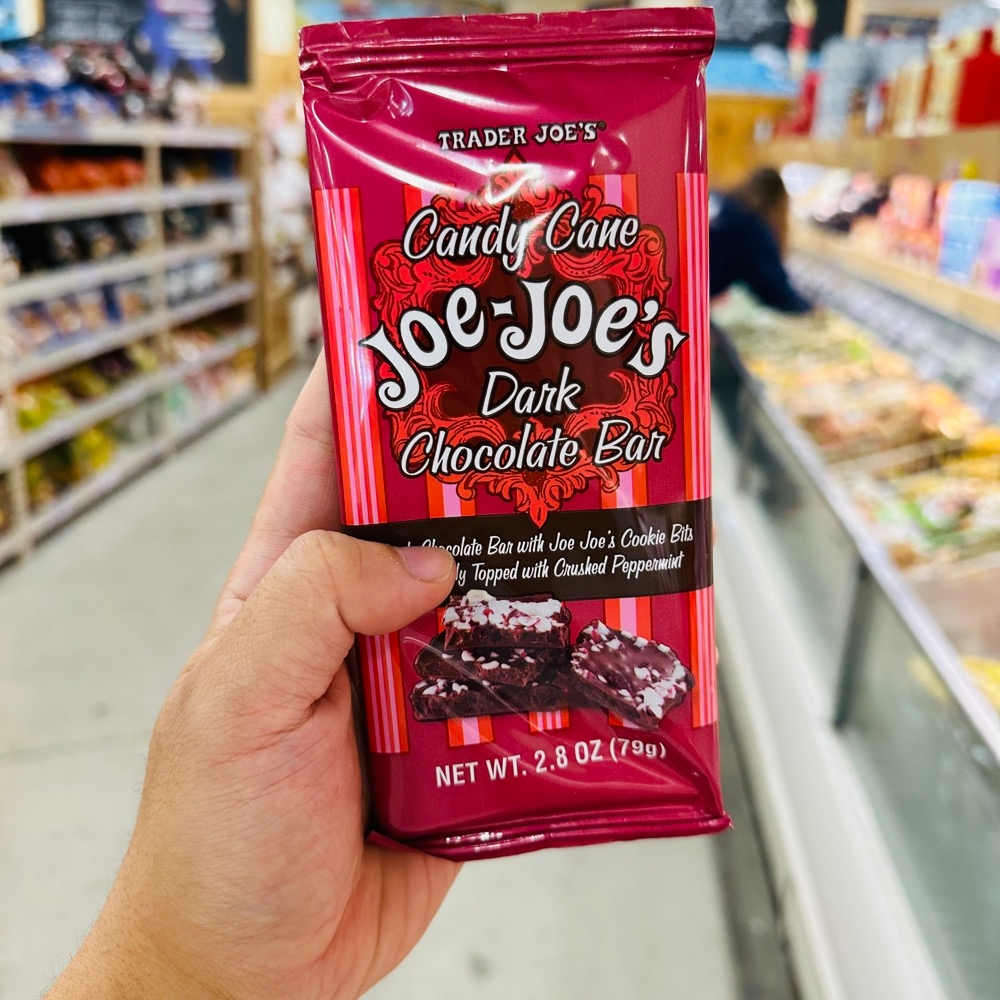 TRADER JOE'S®
Candy Cane
JOE-JOE'S
Dark
Chocolate Bar
Chocolate Bar with Joe Joe's Cookie Bits
Topped with Crushed Peppermint
NET WT. 2.8 OZ (79g)